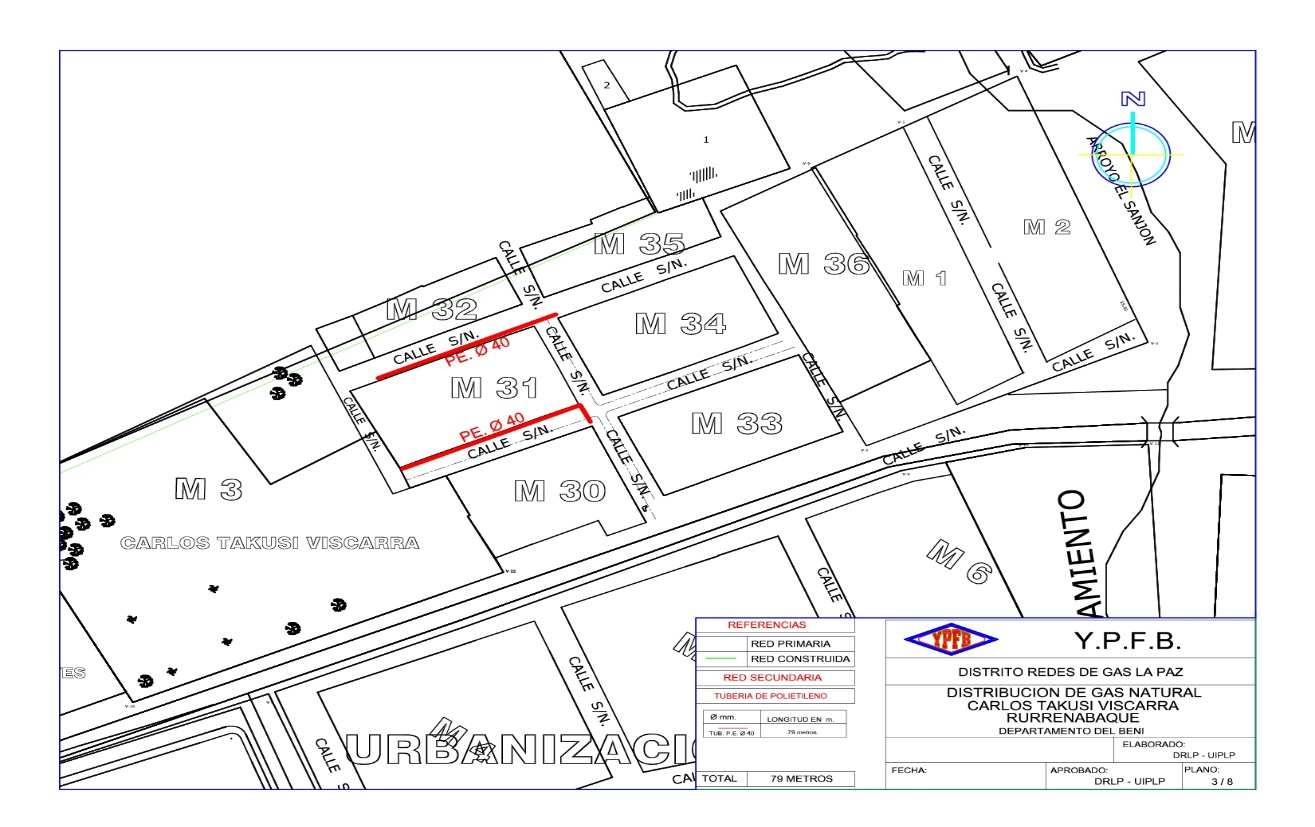 2
1
N
M
ARROYO EL SANJON
CALLE S/N.
M 2
M 35
CALLE S/N.
M 36
M 1
CALLE S/N.
CALLE S/N.
M 32
M 34
CALLE S/N.
CALLE S/N.
PE. Ø 40
CALLE S/N.
CALLE S/N.
M 31
CALLE S/N.
CALLE S/N.
CALLE S/N.
PE. Ø 40
M 33
CALLE S/N.
CALLE S/N.
CALLE S/N.
M 3
M 30
AMIENTO
CARLOS TAKUSI VISCARRA
M 6
CALLE S/N.
ES
CALLE S/N.
M
URBANIZACIO
CALLE S/N.
CAL
REFERENCIAS
RED PRIMARIA
RED CONSTRUIDA
RED SECUNDARIA
TUBERIA DE POLIETILENO
Ø mm. LONGITUD EN m.
TUB. P.E. Ø 40 79 metros
TOTAL 79 METROS
YPFB
Y.P.F.B.
DISTRITO REDES DE GAS LA PAZ
DISTRIBUCION DE GAS NATURAL
CARLOS TAKUSI VISCARRA
RURRENABAQUE
DEPARTAMENTO DEL BENI
ELABORADO:
DRLP - UIPLP
FECHA:
APROBADO:
DRLP - UIPLP
PLANO:
3 / 8